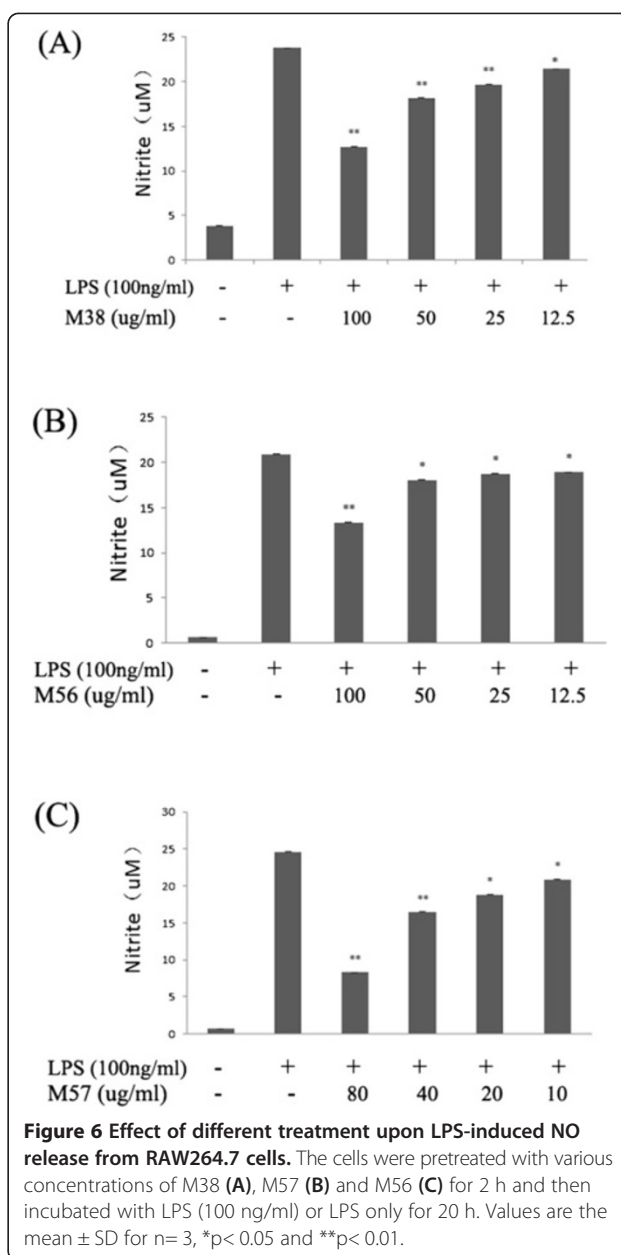 (A)
Nitrite (uM)
25
20
15
10
5
0
** ** ** *
LPS (100ng/ml) - + + + + +
M38 (ug/ml) - - 100 50 25 12.5
(B)
Nitrite (uM)
25
20
15
10
5
0
** * * *
LPS (100ng/ml) - + + + + +
M56 (ug/ml) - - 100 50 25 12.5
(C)
Nitrite (uM)
30
25
20
15
10
5
0
** ** * *
LPS (100ng/ml) - + + + + +
M57 (ug/ml) - - 80 40 20 10
Figure 6 Effect of different treatment upon LPS-induced NO
release from RAW264.7 cells. The cells were pretreated with various
concentrations of M38 (A), M57 (B) and M56 (C) for 2 h and then
incubated with LPS (100 ng/ml) or LPS only for 20 h. Values are the
mean ± SD for n= 3, *p< 0.05 and **p< 0.01.